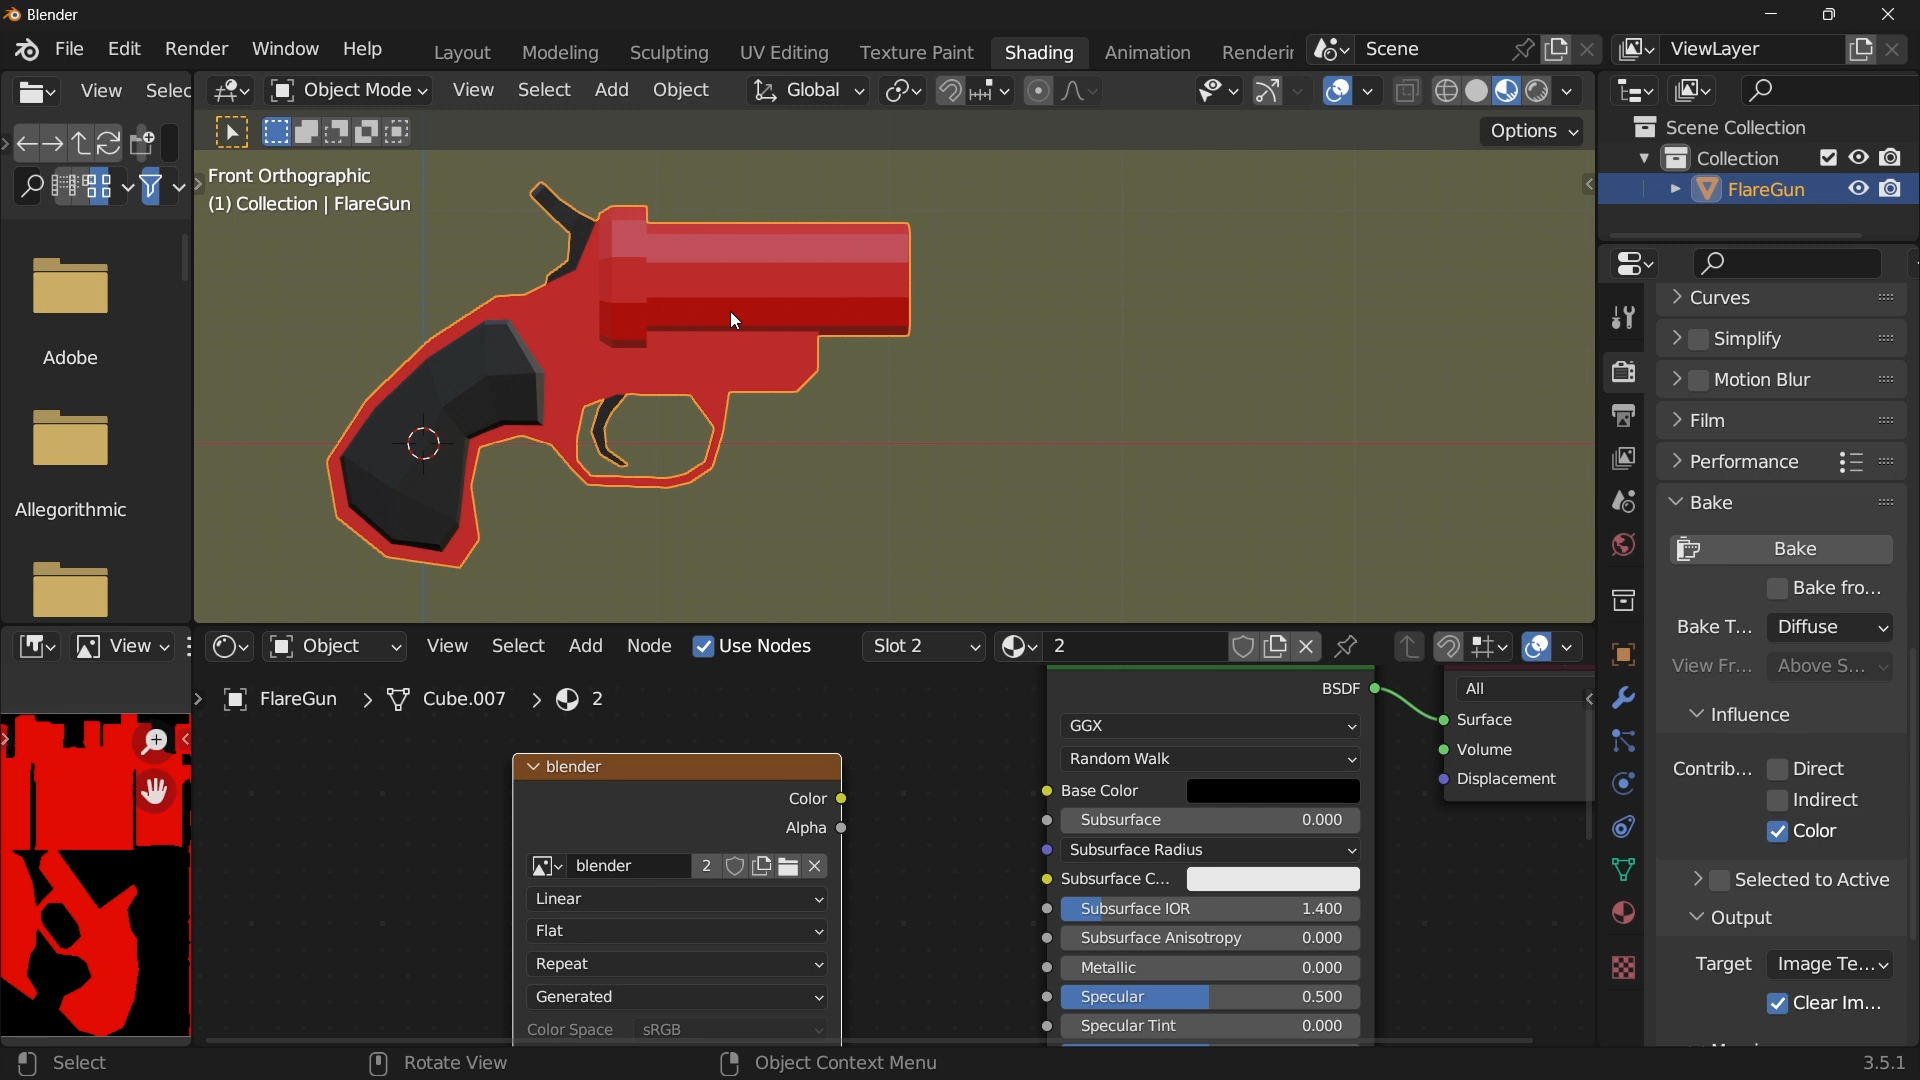 Blender
File Edit Render Window Help Layout Modeling Sculpting UV Editing Texture Paint Shading Animation Renderin Scene ViewLayer
View Selec Object Mode View Select Add Object Global
Options
Scene Collection
Collection
FlareGun
Front Orthographic
(1) Collection | FlareGun
Adobe
Allegorithmic
Curves
Simplify
Motion Blur
Film
Performance
Bake
Bake
Bake fro...
Bake T... Diffuse
View Fr... Above S...
Influence
Contrib... Direct
Indirect
Color
Selected to Active
Output
Target Image Te...
Clear Im...
View Object View Select Add Node Use Nodes Slot 2 2
FlareGun > Cube.007 > 2
blender
Color
Alpha
blender 2
Linear
Flat
Repeat
Generated
Color Space sRGB
BSDF
GGX
Random Walk
Base Color
Subsurface 0.000
Subsurface Radius
Subsurface C...
Subsurface IOR 1.400
Subsurface Anisotropy 0.000
Metallic 0.000
Specular 0.500
Specular Tint 0.000
All
Surface
Volume
Displacement
Select Rotate View Object Context Menu 3.5.1